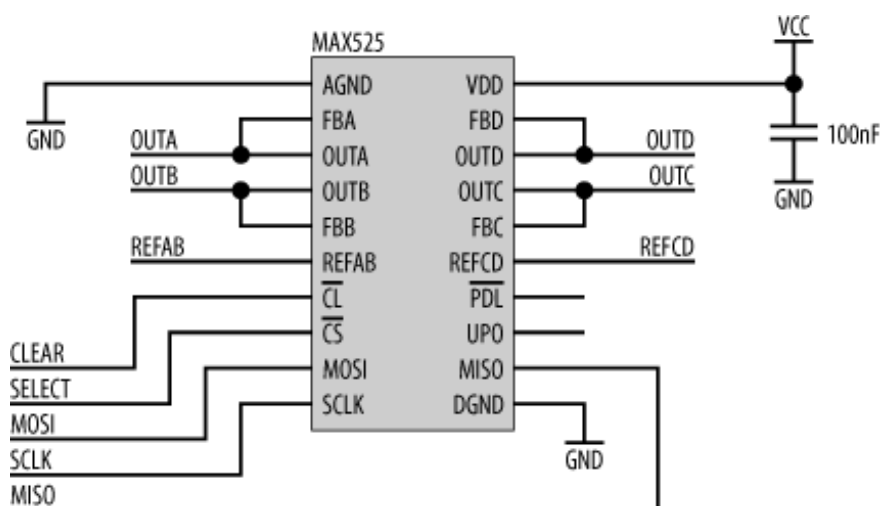 MAX525
VCC
AGND VDD
FBA FBD
GND 100nF
OUTA OUTA OUTD OUTD
OUTB OUTB OUTC OUTC
GND
FBB FBC
REFAB REFAB REFCD REFCD
CL PDL
CS UPO
CLEAR
MOSI MISO
SELECT
SCLK DGND
MOSI
SCLK GND
MISO